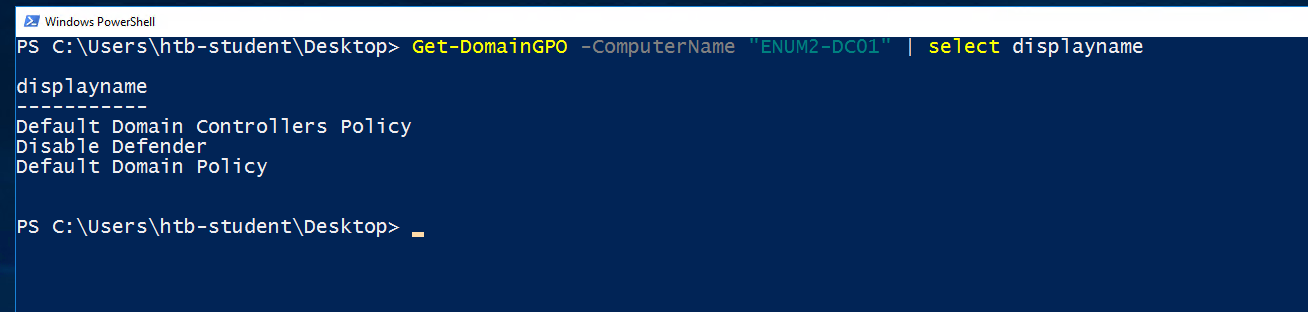 Windows PowerShell
PS C:\Users\htb-student\Desktop> Get-DomainGPO -ComputerName "ENUM2-DC01" | select displayname
displayname
-----------
Default Domain Controllers Policy
Disable Defender
Default Domain Policy
PS C:\Users\htb-student\Desktop>